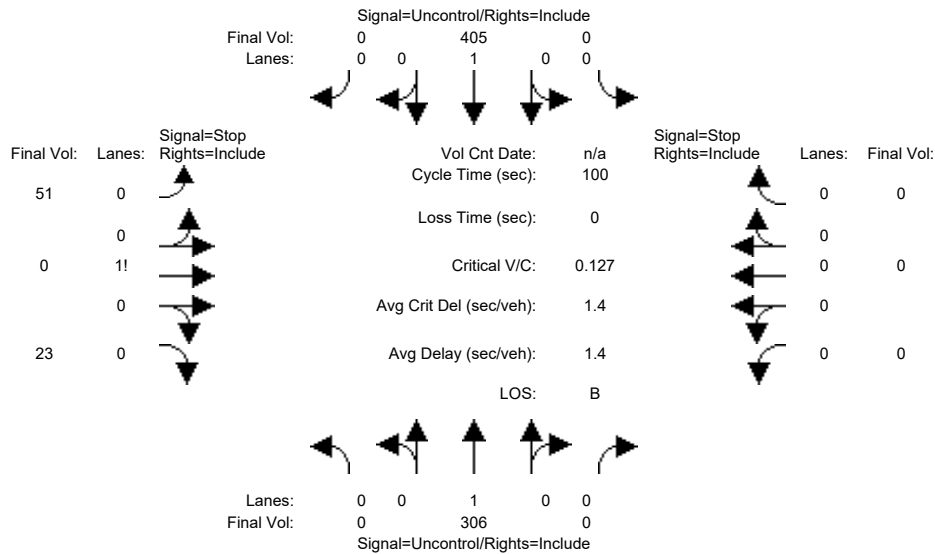 Signal=Uncontrol/Rights=Include
Final Vol: 0 405 0
Lanes: 0 0 1 0 0
Signal=Stop Signal=Stop
Final Vol: Lanes: Rights=Include Vol Cnt Date: n/a Rights=Include Lanes: Final Vol:
Cycle Time (sec): 100
51 0 0 0
Loss Time (sec): 0
0 0
0 1! Critical V/C: 0.127 0 0
0 Avg Crit Del (sec/veh): 1.4 0
23 0 Avg Delay (sec/veh): 1.4 0 0
LOS: B
Lanes: 0 0 1 0 0
Final Vol: 0 306 0
Signal=Uncontrol/Rights=Include